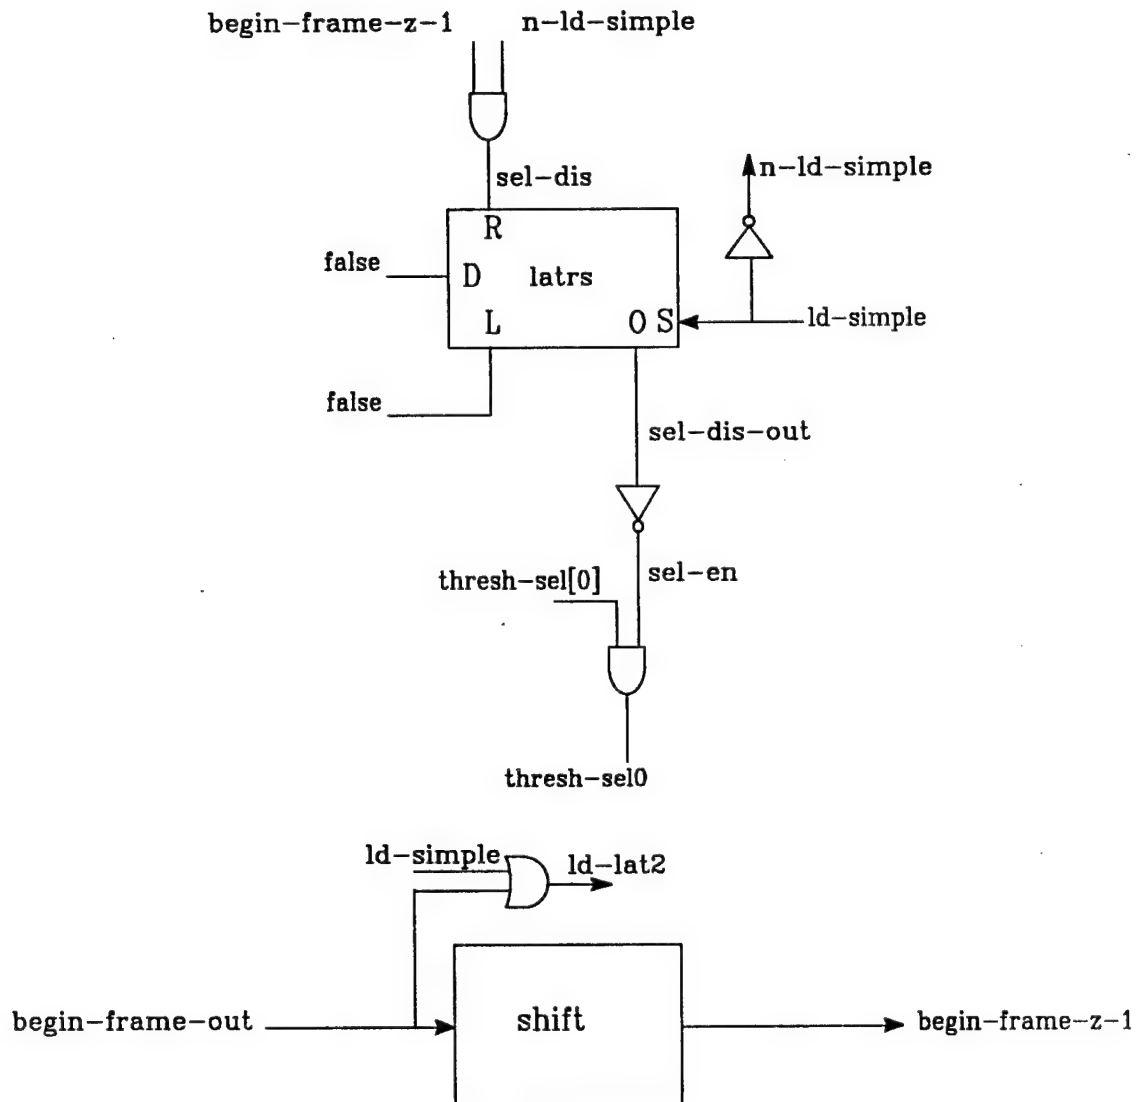 begin-frame-z-1 n-ld-simple
sel-dis
n-ld-simple
R
false
D
latrs
L
O
S
ld-simple
false
sel-dis-out
sel-en
thresh-sel[0]
thresh-sel0
ld-simple
ld-lat2
begin-frame-out
shift
begin-frame-z-1